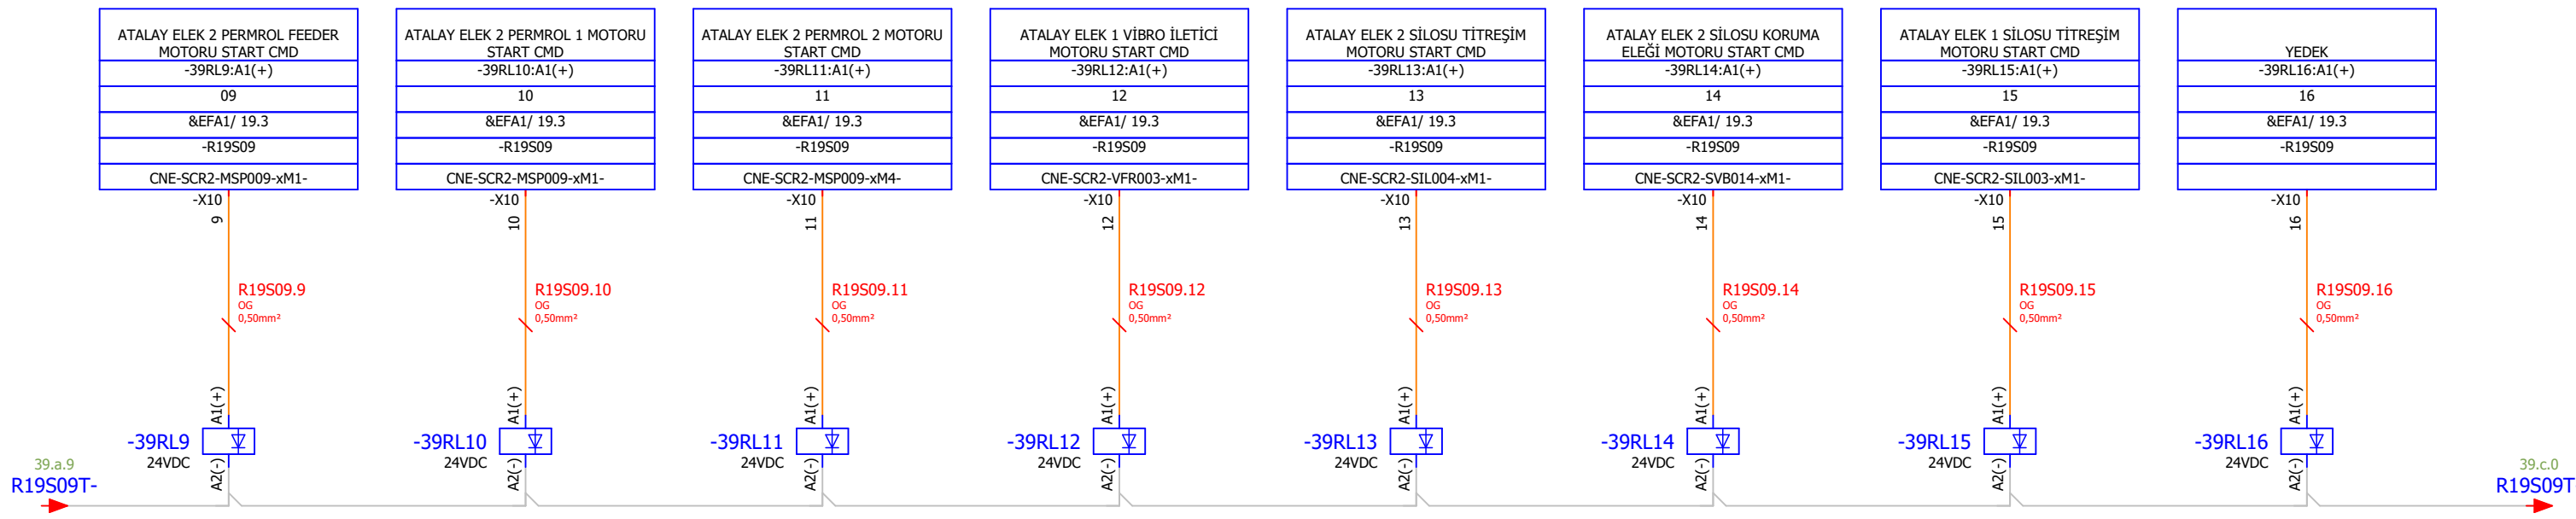 ATALAY ELEK 2 PERMROL FEEDER
MOTORU START CMD
-39RL9:A1(+)
09
&EFA1/ 19.3
-R19S09
CNE-SCR2-MSP009-xM1-
-X10
9
R19S09.9
OG
0,50mm²
A1(+)
-39RL9
24VDC
A2(-)
ATALAY ELEK 2 PERMROL 1 MOTORU
START CMD
-39RL10:A1(+)
10
&EFA1/ 19.3
-R19S09
CNE-SCR2-MSP009-xM1-
-X10
10
R19S09.10
OG
0,50mm²
A1(+)
-39RL10
24VDC
A2(-)
ATALAY ELEK 2 PERMROL 2 MOTORU
START CMD
-39RL11:A1(+)
11
&EFA1/ 19.3
-R19S09
CNE-SCR2-MSP009-xM4-
-X10
11
R19S09.11
OG
0,50mm²
A1(+)
-39RL11
24VDC
A2(-)
ATALAY ELEK 1 VİBRO İLETİCİ
MOTORU START CMD
-39RL12:A1(+)
12
&EFA1/ 19.3
-R19S09
CNE-SCR2-VFR003-xM1-
-X10
12
R19S09.12
OG
0,50mm²
A1(+)
-39RL12
24VDC
A2(-)
ATALAY ELEK 2 SİLOSU TİTREŞİM
MOTORU START CMD
-39RL13:A1(+)
13
&EFA1/ 19.3
-R19S09
CNE-SCR2-SIL004-xM1-
-X10
13
R19S09.13
OG
0,50mm²
A1(+)
-39RL13
24VDC
A2(-)
ATALAY ELEK 2 SİLOSU KORUMA
ELEĞİ MOTORU START CMD
-39RL14:A1(+)
14
&EFA1/ 19.3
-R19S09
CNE-SCR2-SVB014-xM1-
-X10
14
R19S09.14
OG
0,50mm²
A1(+)
-39RL14
24VDC
A2(-)
ATALAY ELEK 1 SİLOSU TİTREŞİM
MOTORU START CMD
-39RL15:A1(+)
15
&EFA1/ 19.3
-R19S09
CNE-SCR2-SIL003-xM1-
-X10
15
R19S09.15
OG
0,50mm²
A1(+)
-39RL15
24VDC
A2(-)
YEDEK
-39RL16:A1(+)
16
&EFA1/ 19.3
-R19S09
-X10
16
R19S09.16
OG
0,50mm²
A1(+)
-39RL16
24VDC
A2(-)
39.a.9
R19S09T-
39.c.0
R19S09T